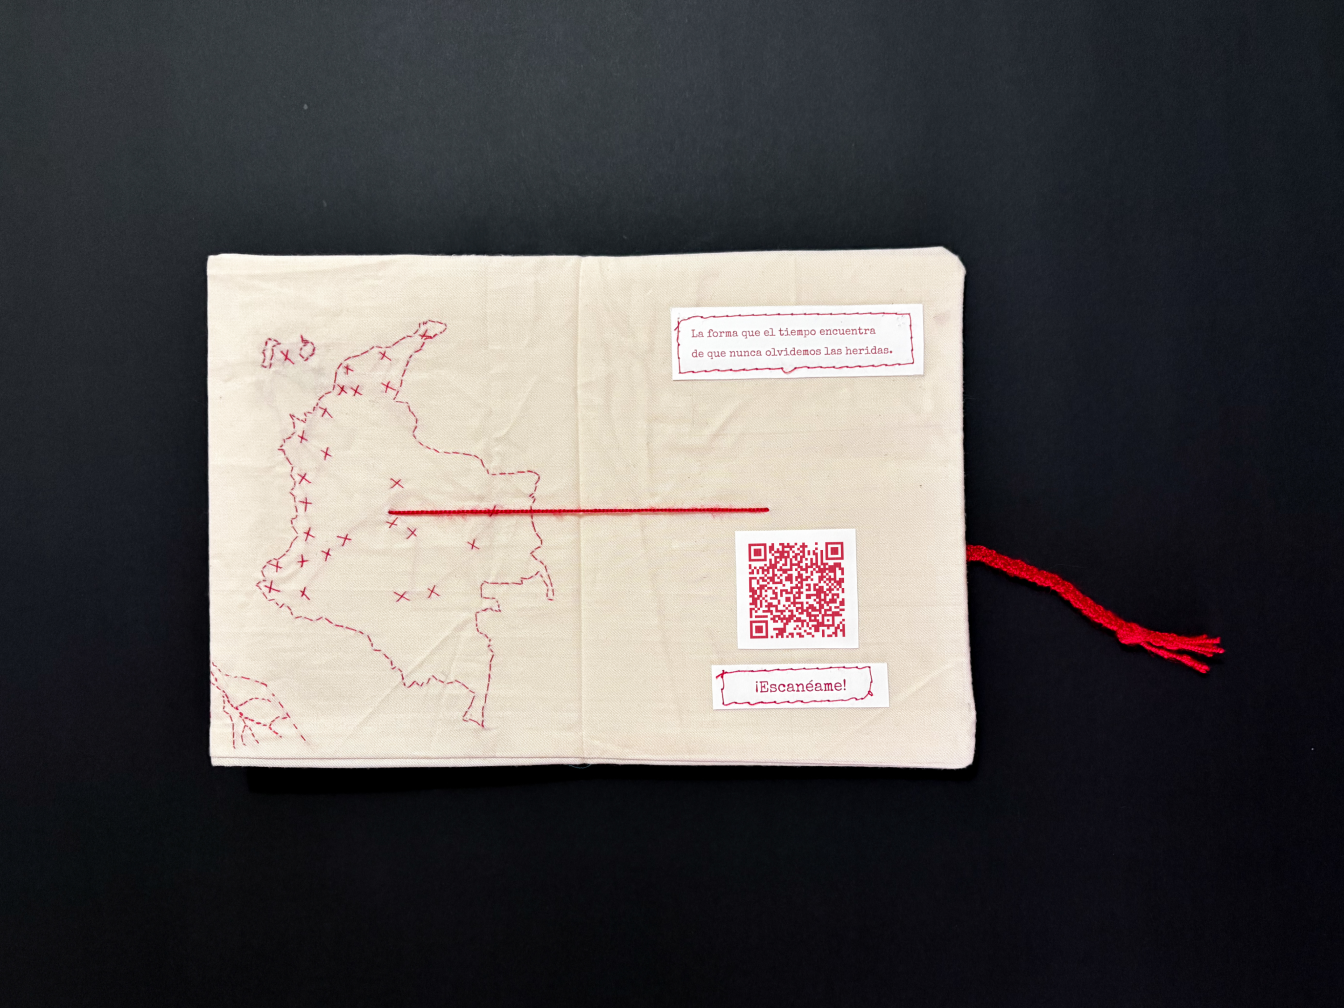 La forma que el tiempo encuentra
de que nunca olvidemos las heridas.
¡Escanéame!